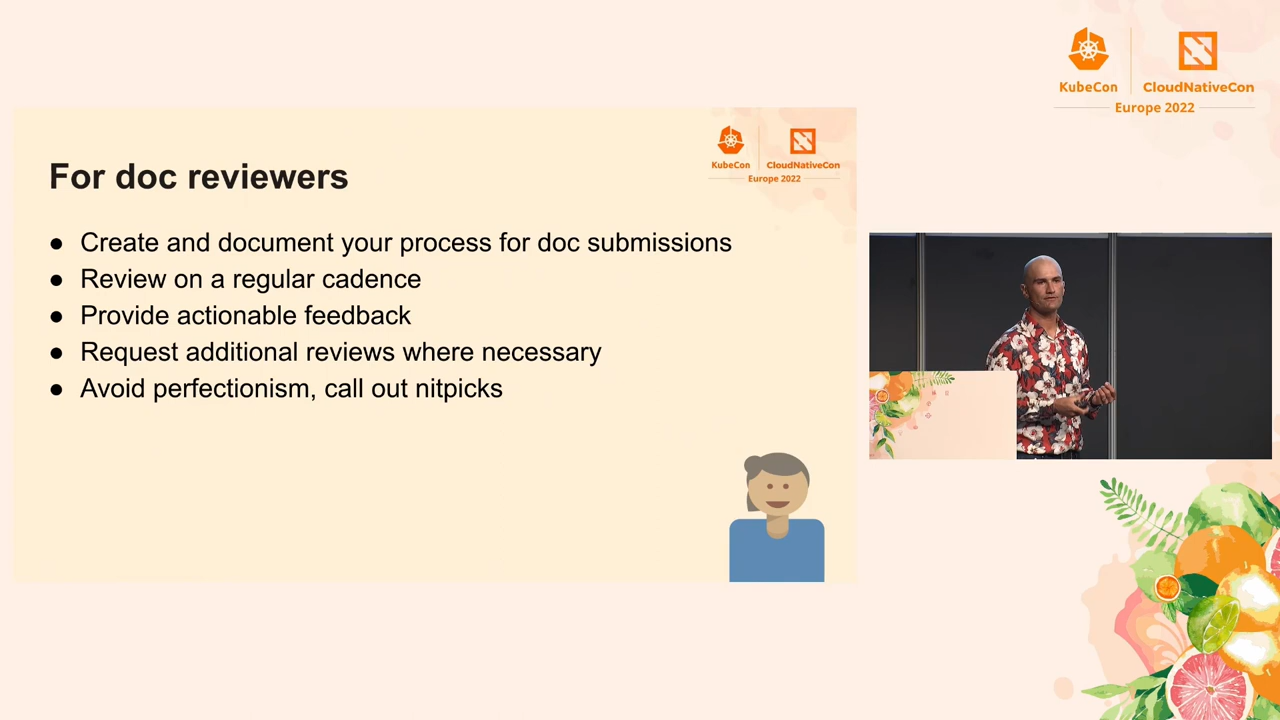 KubeCon
CloudNativeCon
Europe 2022
For doc reviewers
KubeCon
CloudNativeCon
Europe 2022
● Create and document your process for doc submissions
● Review on a regular cadence
● Provide actionable feedback
● Request additional reviews where necessary
● Avoid perfectionism, call out nitpicks